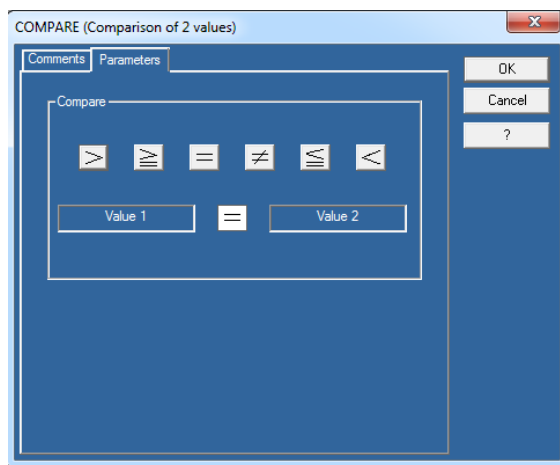 COMPARE (Comparison of 2 values)
x
Comments Parameters
OK
Cancel
?
Compare
> ≧ = ≠ ≦ <
Value 1 = Value 2